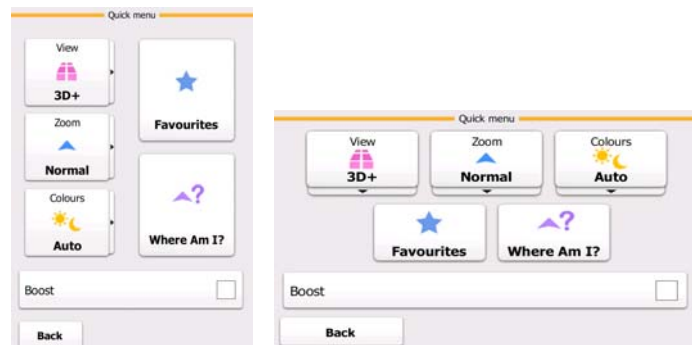 Quick menu
View
3D+
Zoom
Normal
Colours
Auto
Favourites
?
Where Am I?
Boost
Back
Quick menu
View
3D+
Zoom
Normal
Colours
Auto
Favourites
?
Where Am I?
Boost
Back